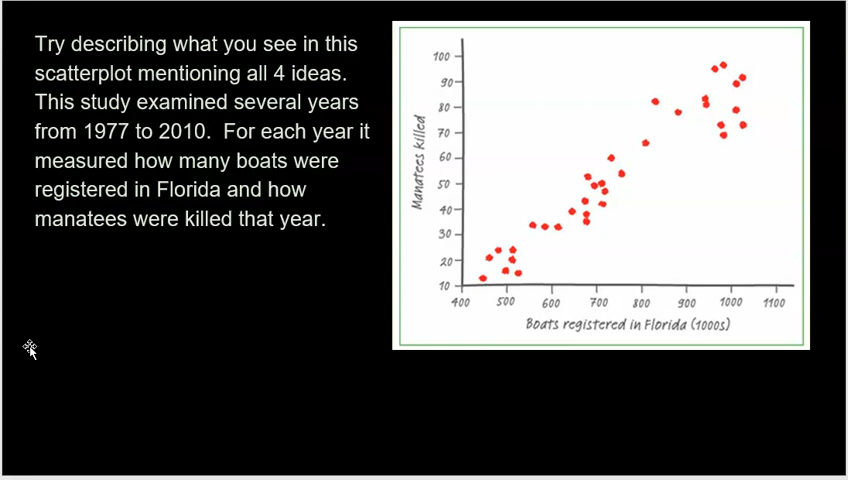 Try describing what you see in this
scatterplot mentioning all 4 ideas.
This study examined several years
from 1977 to 2010.  For each year it
measured how many boats were
registered in Florida and how
manatees were killed that year.
Manatees killed
100
90
80
70
60
50
40
30
20
10
400 500 600 700 800 900 1000 1100
Boats registered in Florida (1000s)